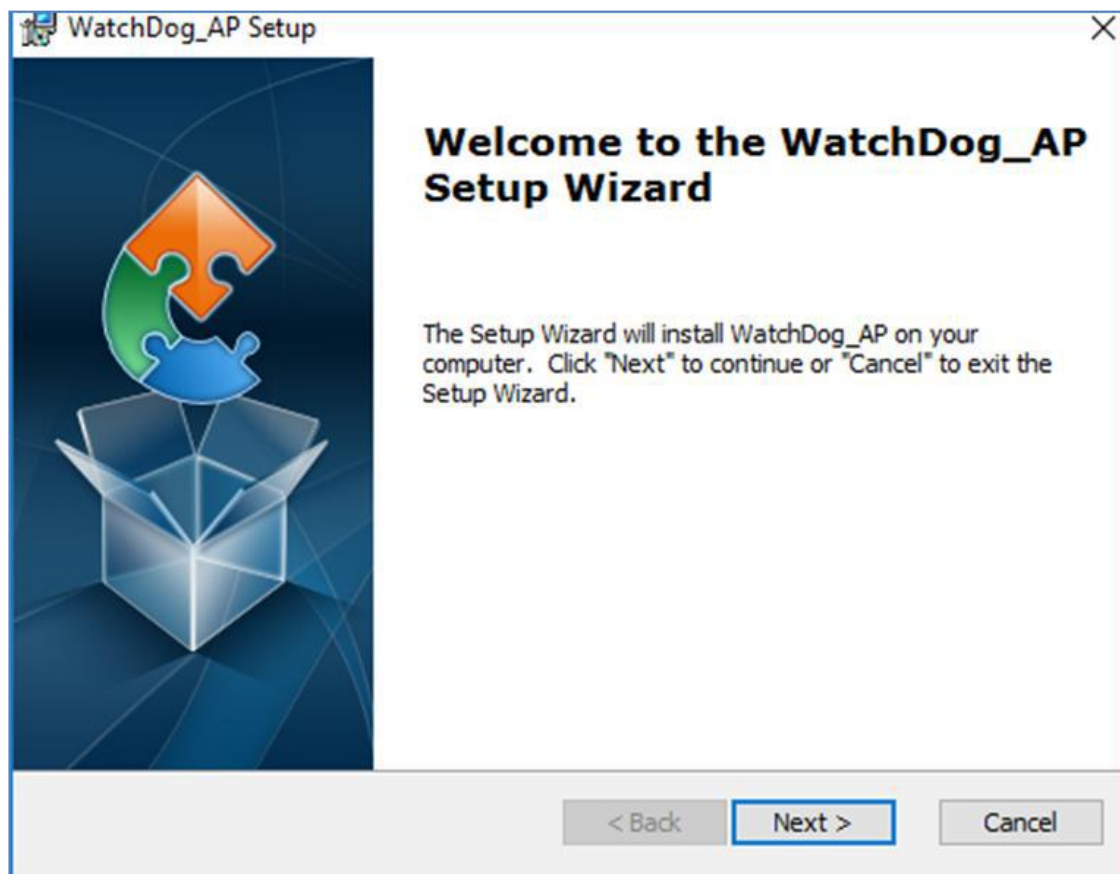 WatchDog_AP Setup
Welcome to the WatchDog_AP
Setup Wizard
The Setup Wizard will install WatchDog_AP on your
computer. Click "Next" to continue or "Cancel" to exit the
Setup Wizard.
< Back Next > Cancel